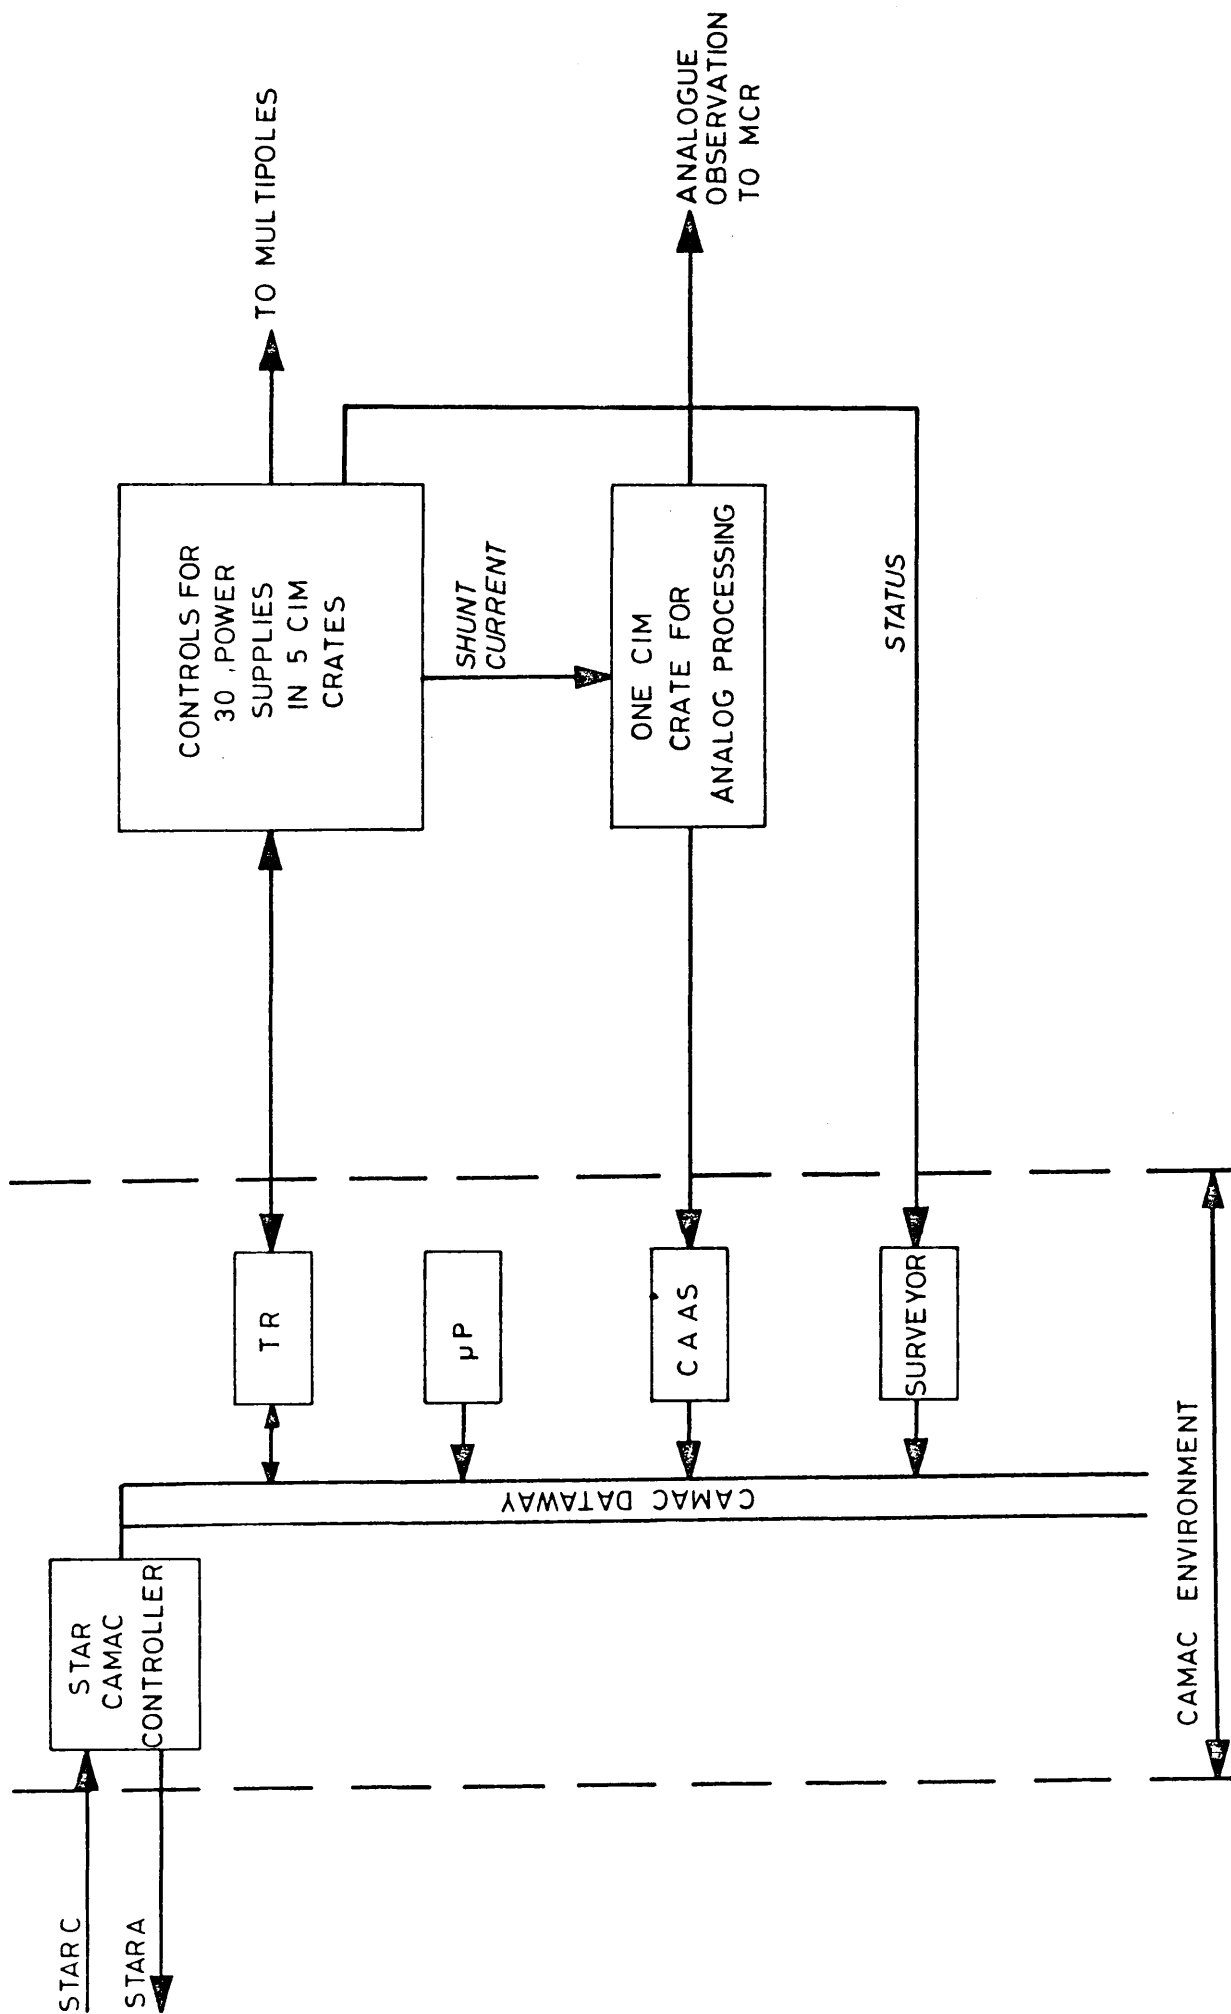 STARC
STARA
STAR
CAMAC
CONTROLLER
CAMAC DATAWAY
TR
µP
CAAS
SURVEYOR
CAMAC ENVIRONMENT
CONTROLS FOR
30 , POWER
SUPPLIES
IN 5 CIM
CRATES
SHUNT
CURRENT
ONE CIM
CRATE FOR
ANALOG PROCESSING
STATUS
TO MULTIPOLES
ANALOGUE
OBSERVATION
TO MCR